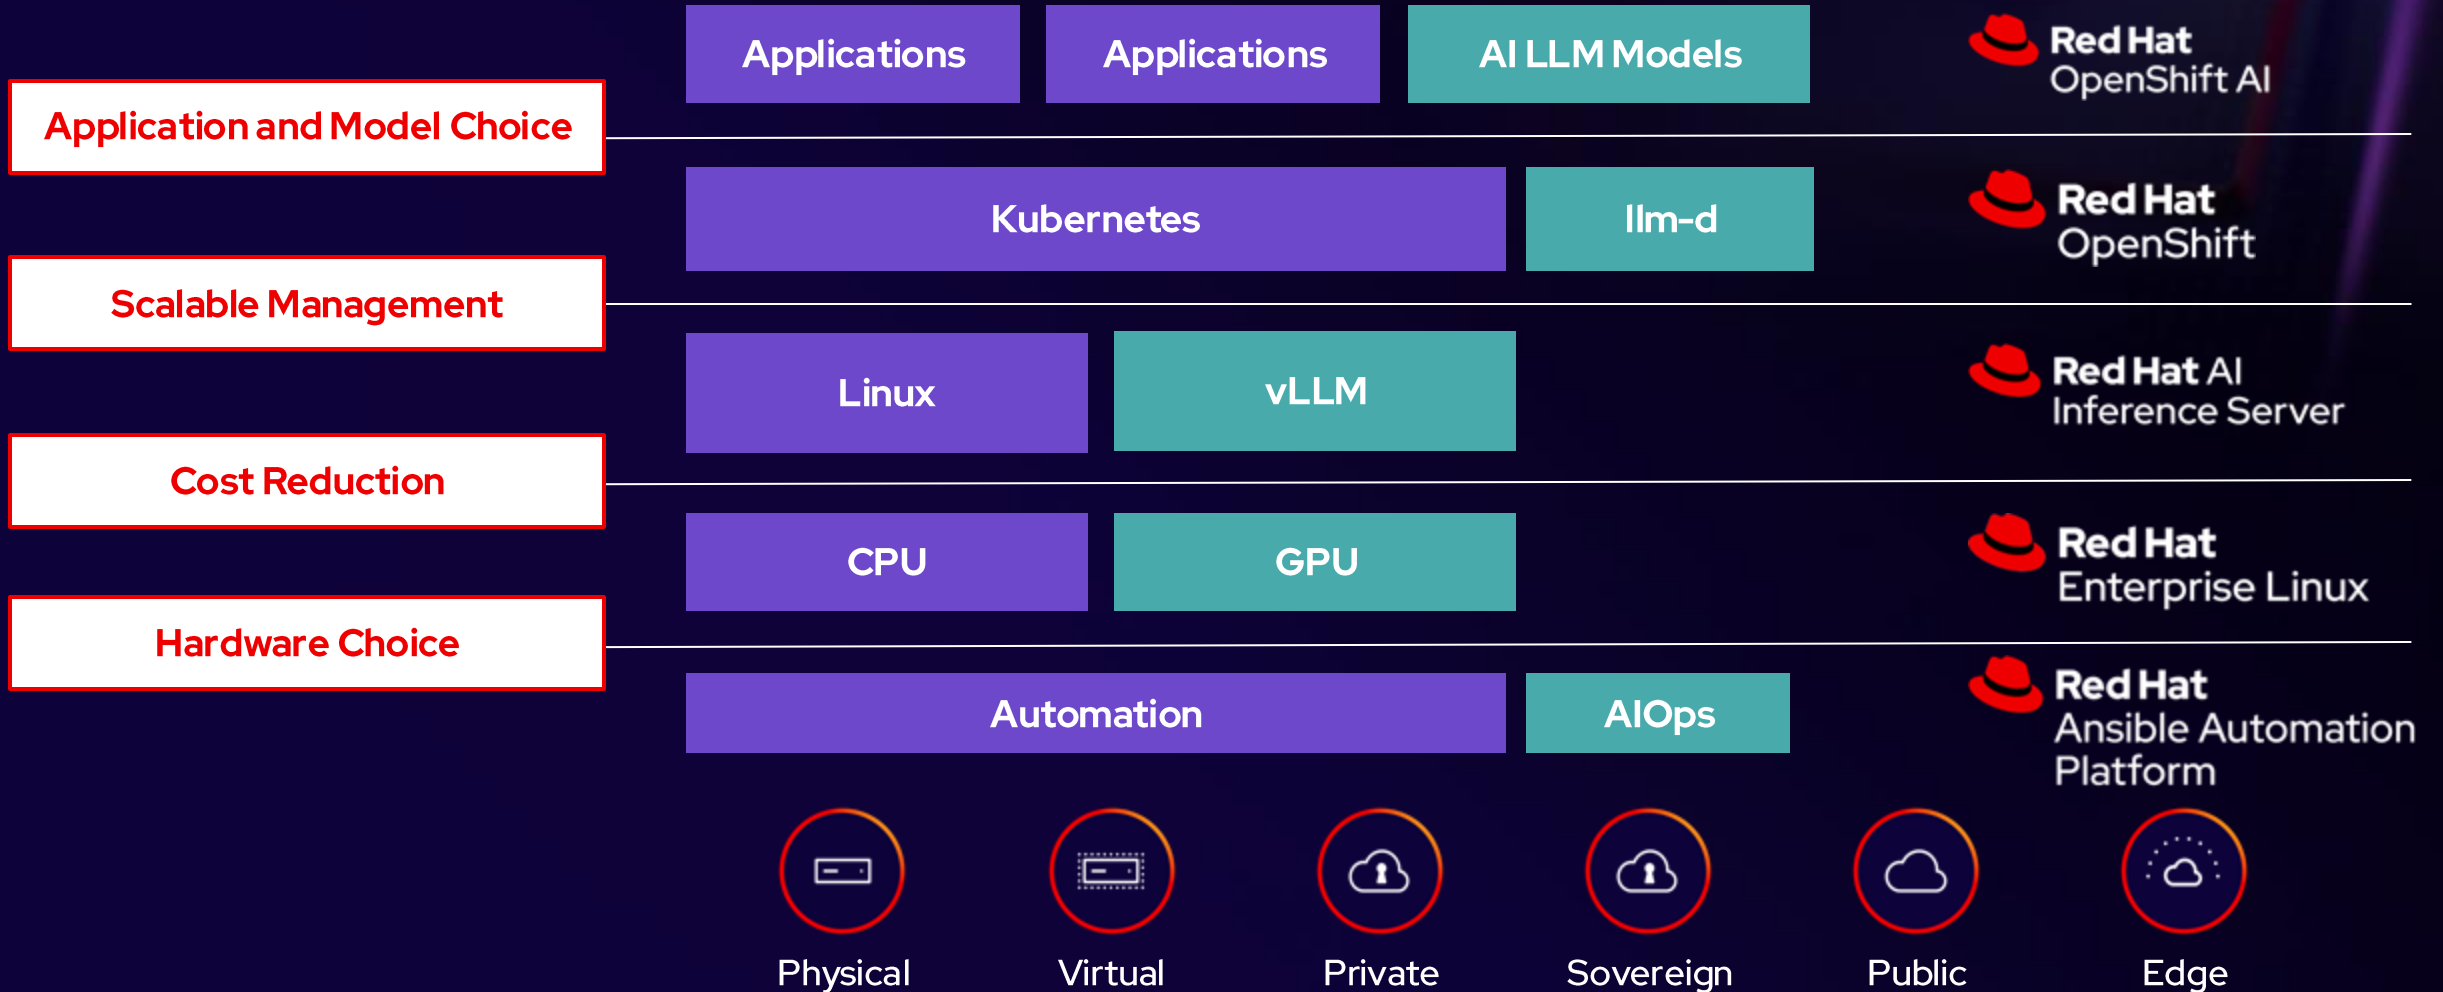 Applications
Applications
AI LLM Models
Red Hat
OpenShift AI
Application and Model Choice
Kubernetes
llm-d
Red Hat
OpenShift
Scalable Management
Linux
vLLM
Red Hat AI
Inference Server
Cost Reduction
CPU
GPU
Red Hat
Enterprise Linux
Hardware Choice
Automation
AIOps
Red Hat
Ansible Automation
Platform
Physical
Virtual
Private
Sovereign
Public
Edge